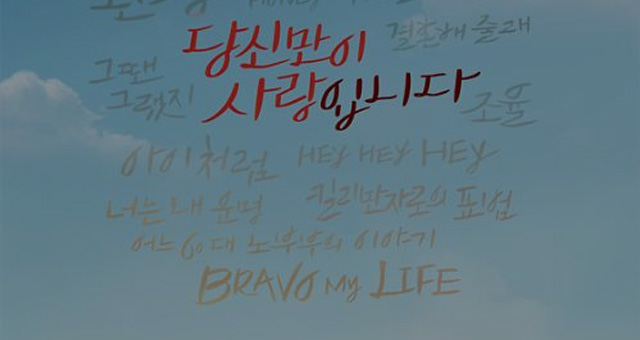 HONEY
당신만이
결혼해 줄래
그땐
그랬지
사랑입니다
조율
아이처럼 HEY HEY HEY
너는 내 운명 킬리만자로의 표범
어느 60대 노부부의 이야기
BRAVO MY LIFE